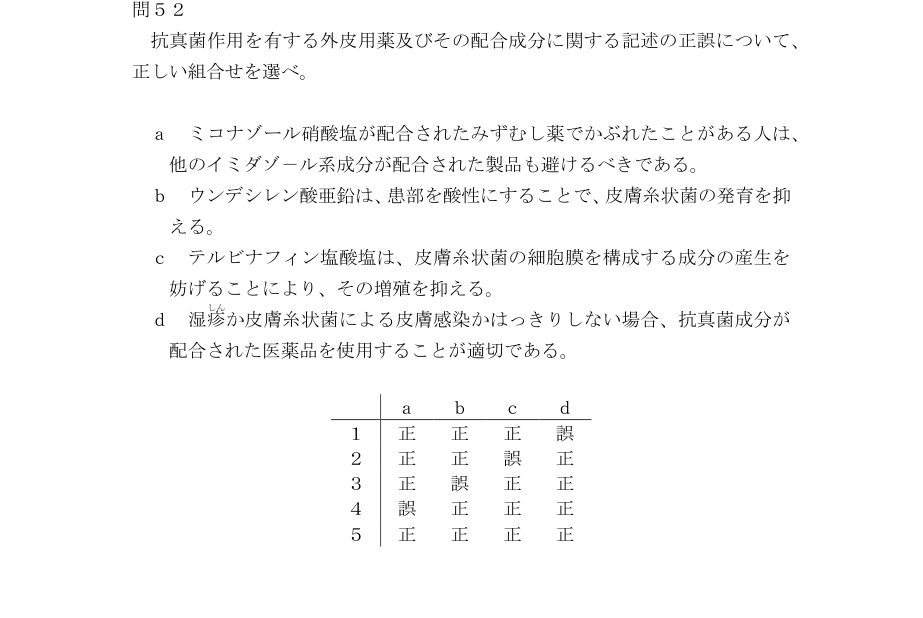 問５２
抗真菌作用を有する外皮用薬及びその配合成分に関する記述の正誤について、
正しい組合せを選べ。
a ミコナゾール硝酸塩が配合されたみずむし薬でかぶれたことがある人は、
他のイミダゾ－ル系成分が配合された製品も避けるべきである。
b ウンデシレン酸亜鉛は、患部を酸性にすることで、皮膚糸状菌の発育を抑
える。
c テルビナフィン塩酸塩は、皮膚糸状菌の細胞膜を構成する成分の産生を
妨げることにより、その増殖を抑える。
しん
d 湿疹か皮膚糸状菌による皮膚感染かはっきりしない場合、抗真菌成分が
配合された医薬品を使用することが適切である。
a b c d
1 正 正 正 誤
2 正 正 誤 正
3 正 誤 正 正
4 誤 正 正 正
5 正 正 正 正